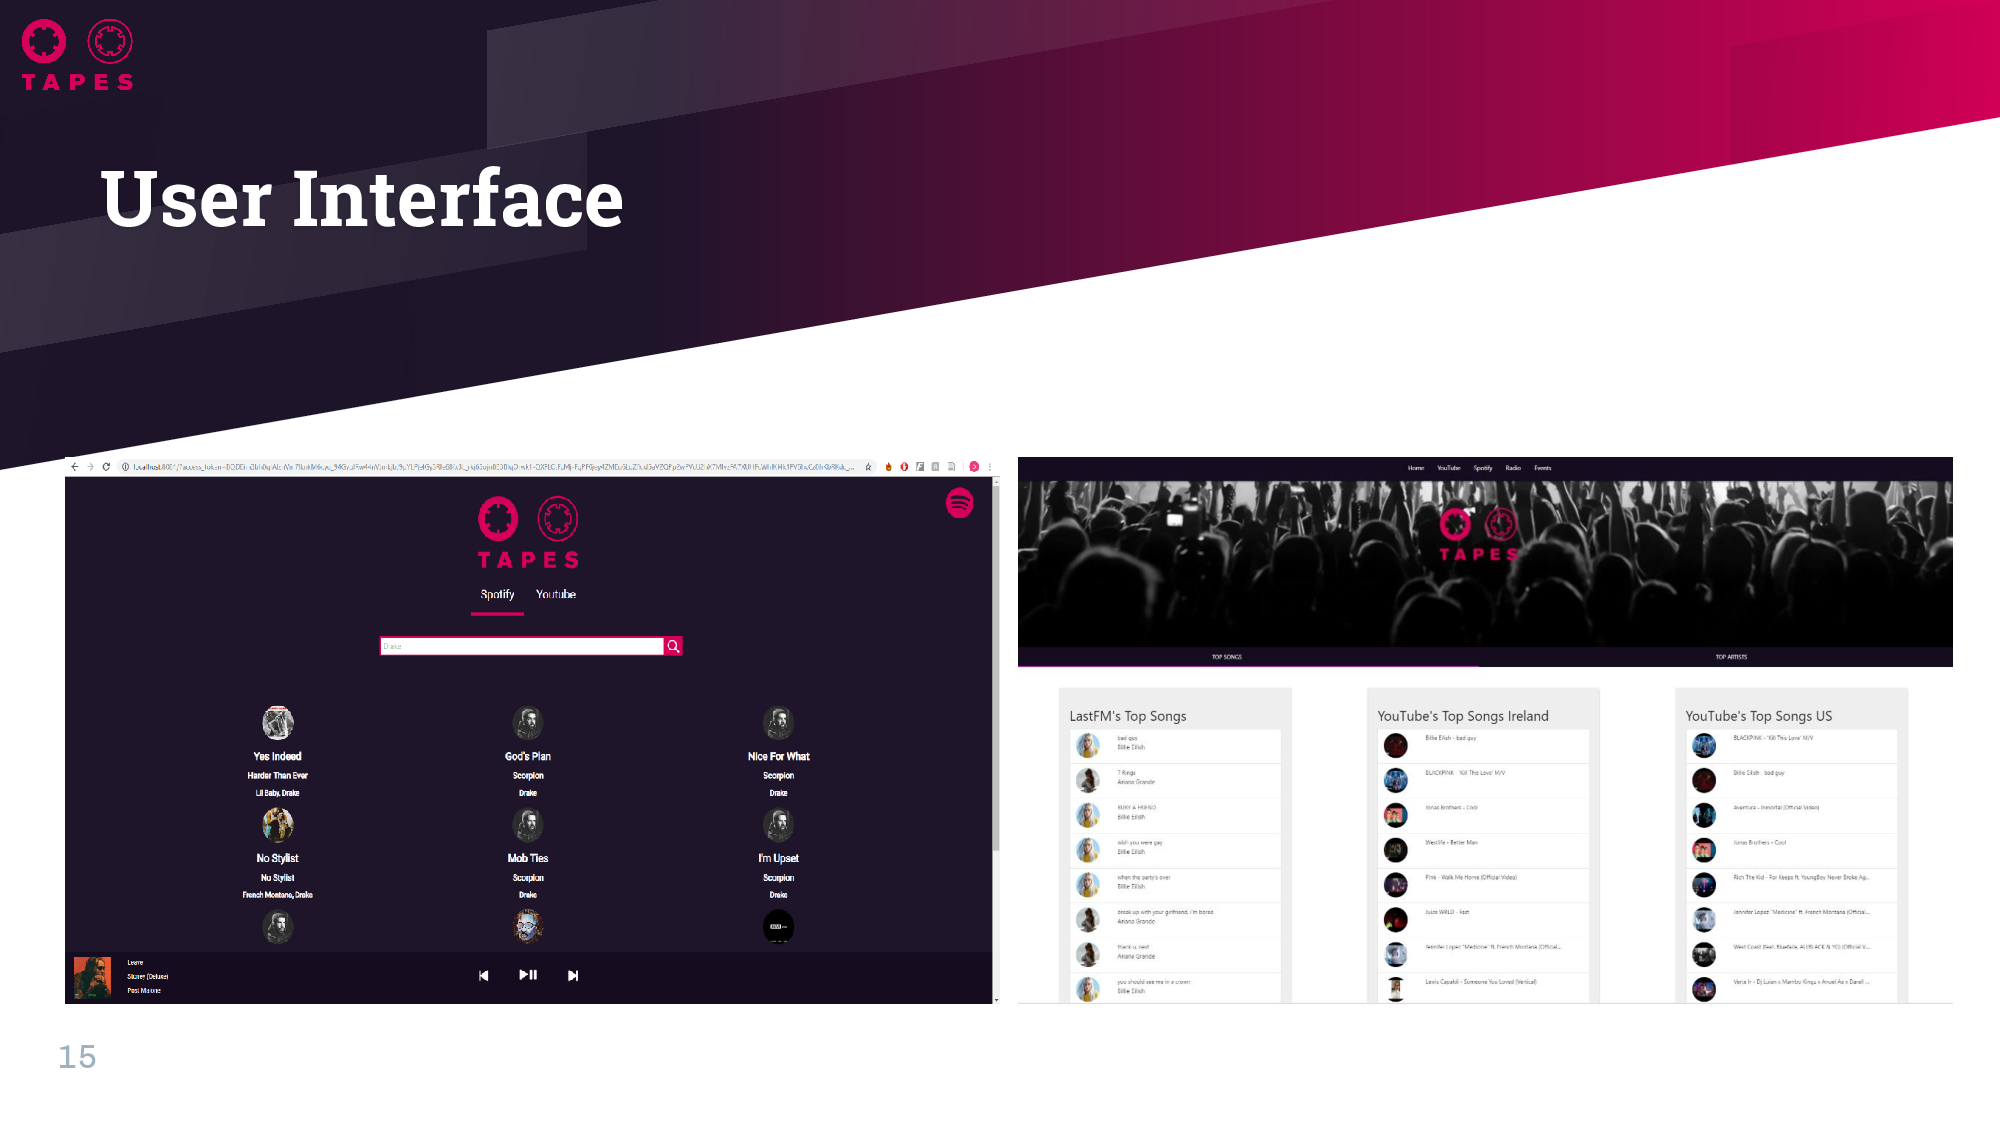 TAPES
User Interface
TAPES
Spotify Youtube
Drake
Yes Indeed
Harder Than Ever
Lil Baby, Drake
God's Plan
Scorpion
Drake
Nice For What
Scorpion
Drake
No Stylist
No Stylist
French Montana, Drake
Mob Ties
Scorpion
Drake
I'm Upset
Scorpion
Drake
Leave
Stoney (Deluxe)
Post Malone
Home YouTube Spotify Radio Events
TAPES
TOP SONGS TOP ARTISTS
LastFM's Top Songs
bad guy
Billie Eilish
7 Rings
Ariana Grande
BURY A FRIEND
Billie Eilish
wish you were gay
Billie Eilish
when the party's over
Billie Eilish
break up with your girlfriend, i'm bored
Ariana Grande
thank u, next
Ariana Grande
you should see me in a crown
Billie Eilish
YouTube's Top Songs Ireland
Billie Eilish - bad guy
BLACKPINK - 'Kill This Love' M/V
Jonas Brothers - Cool
Westlife - Better Man
P!nk - Walk Me Home (Official Video)
Juice WRLD - Fast
Jennifer Lopez "Medicine" ft. French Montana (Official...
Lewis Capaldi - Someone You Loved (Vertical)
YouTube's Top Songs US
BLACKPINK - 'Kill This Love' M/V
Billie Eilish - bad guy
Aventura - Inmortal (Official Video)
Jonas Brothers - Cool
Rich The Kid - For Keeps ft. YoungBoy Never Broke Ag...
Jennifer Lopez "Medicine" ft. French Montana (Official...
West Coast (feat. Blueface, ALLBLACK & YG) (Official V...
Verte Ir - Dj Luian x Mambo Kings x Anuel Aa x Darell ...
15